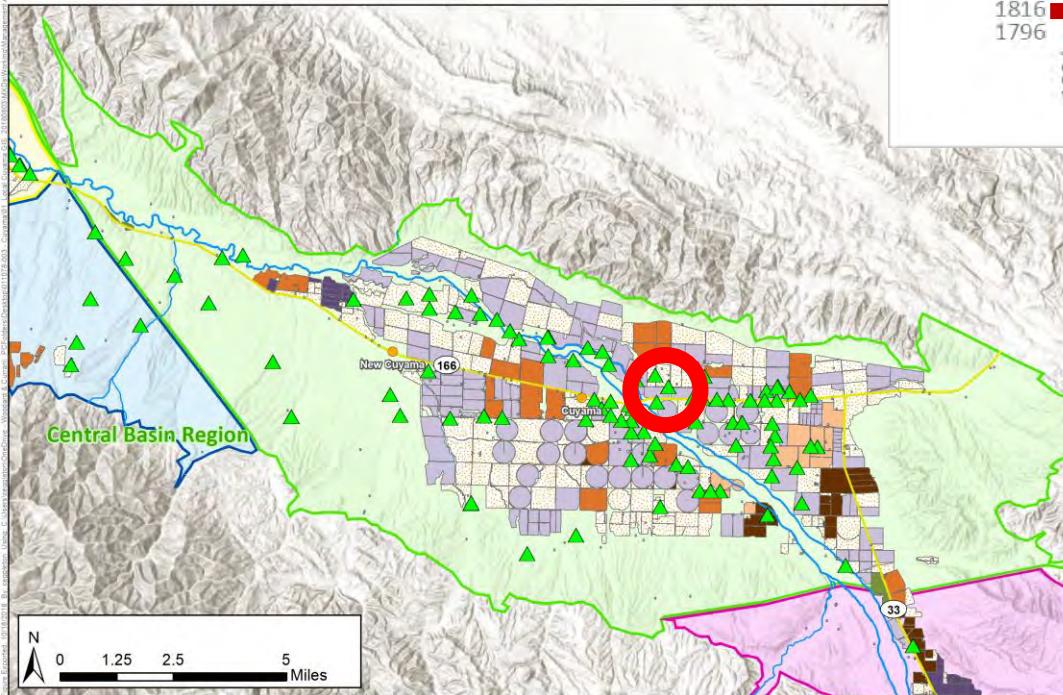 1816
1796
New Cuyama
166
Cuyama
Central Basin Region
33
N
0 1.25 2.5 5
Miles